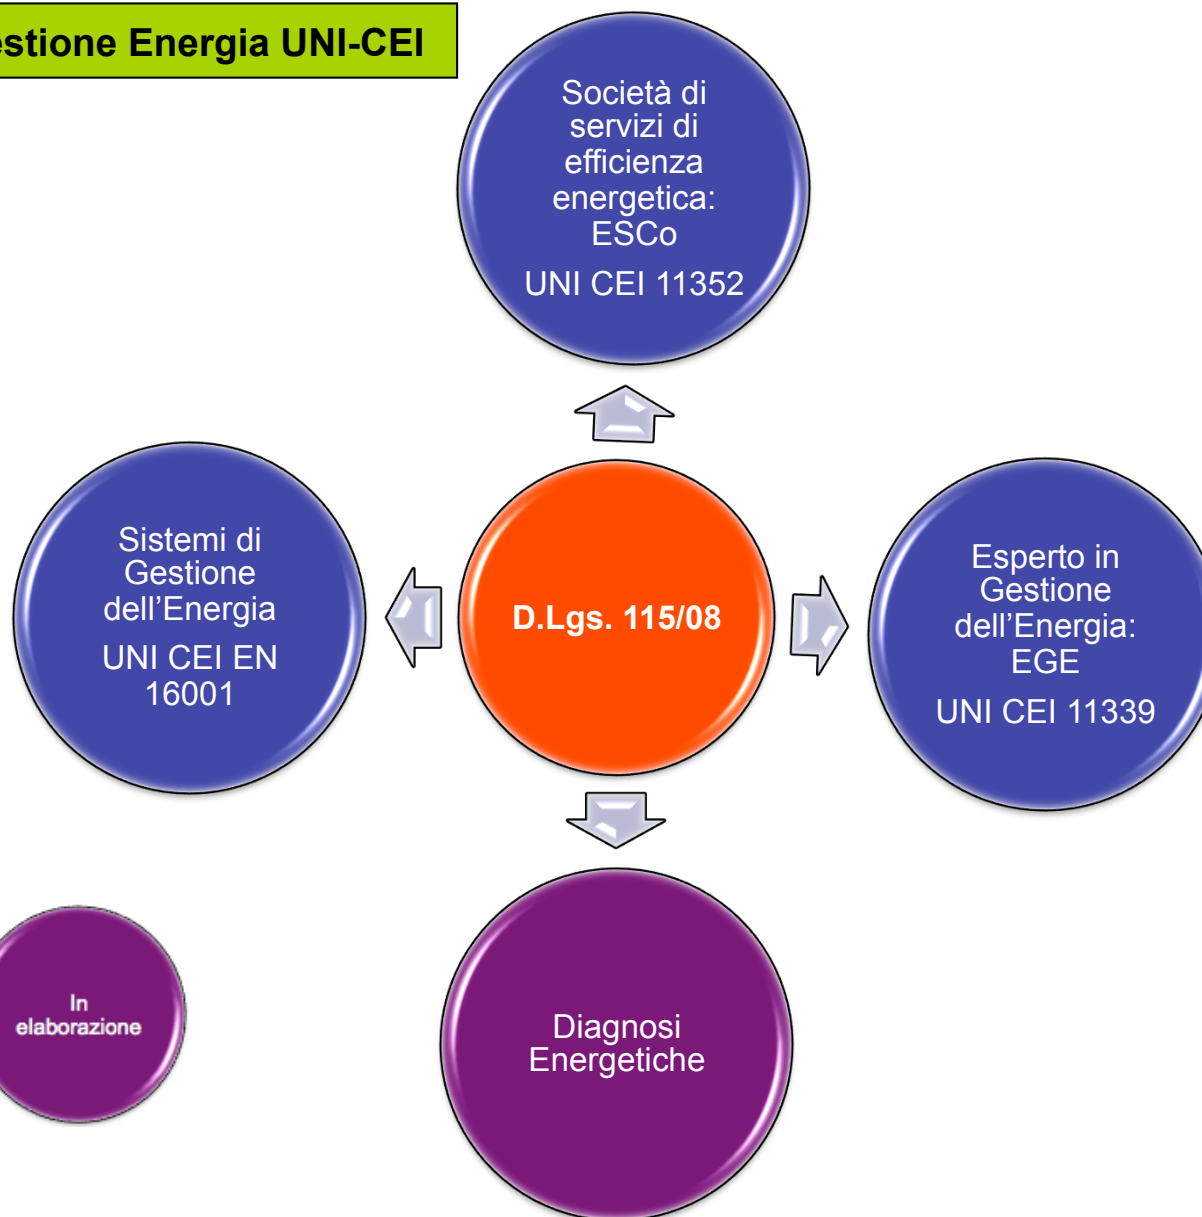 estione Energia UNI-CEI
Società di
servizi di
efficienza
energetica:
ESCo
UNI CEI 11352
Sistemi di
Gestione
dell’Energia
UNI CEI EN
16001
D.Lgs. 115/08
Esperto in
Gestione
dell’Energia:
EGE
UNI CEI 11339
In
elaborazione
Diagnosi
Energetiche